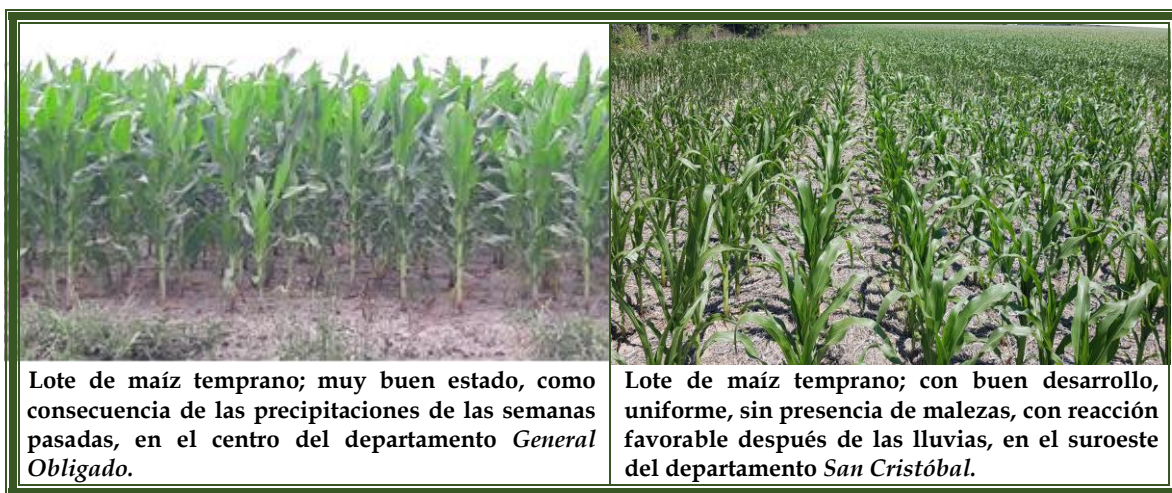 Lote de maíz temprano; muy buen estado, como
consecuencia de las precipitaciones de las semanas
pasadas, en el centro del departamento General
Obligado.
Lote de maíz temprano; con buen desarrollo,
uniforme, sin presencia de malezas, con reacción
favorable después de las lluvias, en el suroeste
del departamento San Cristóbal.